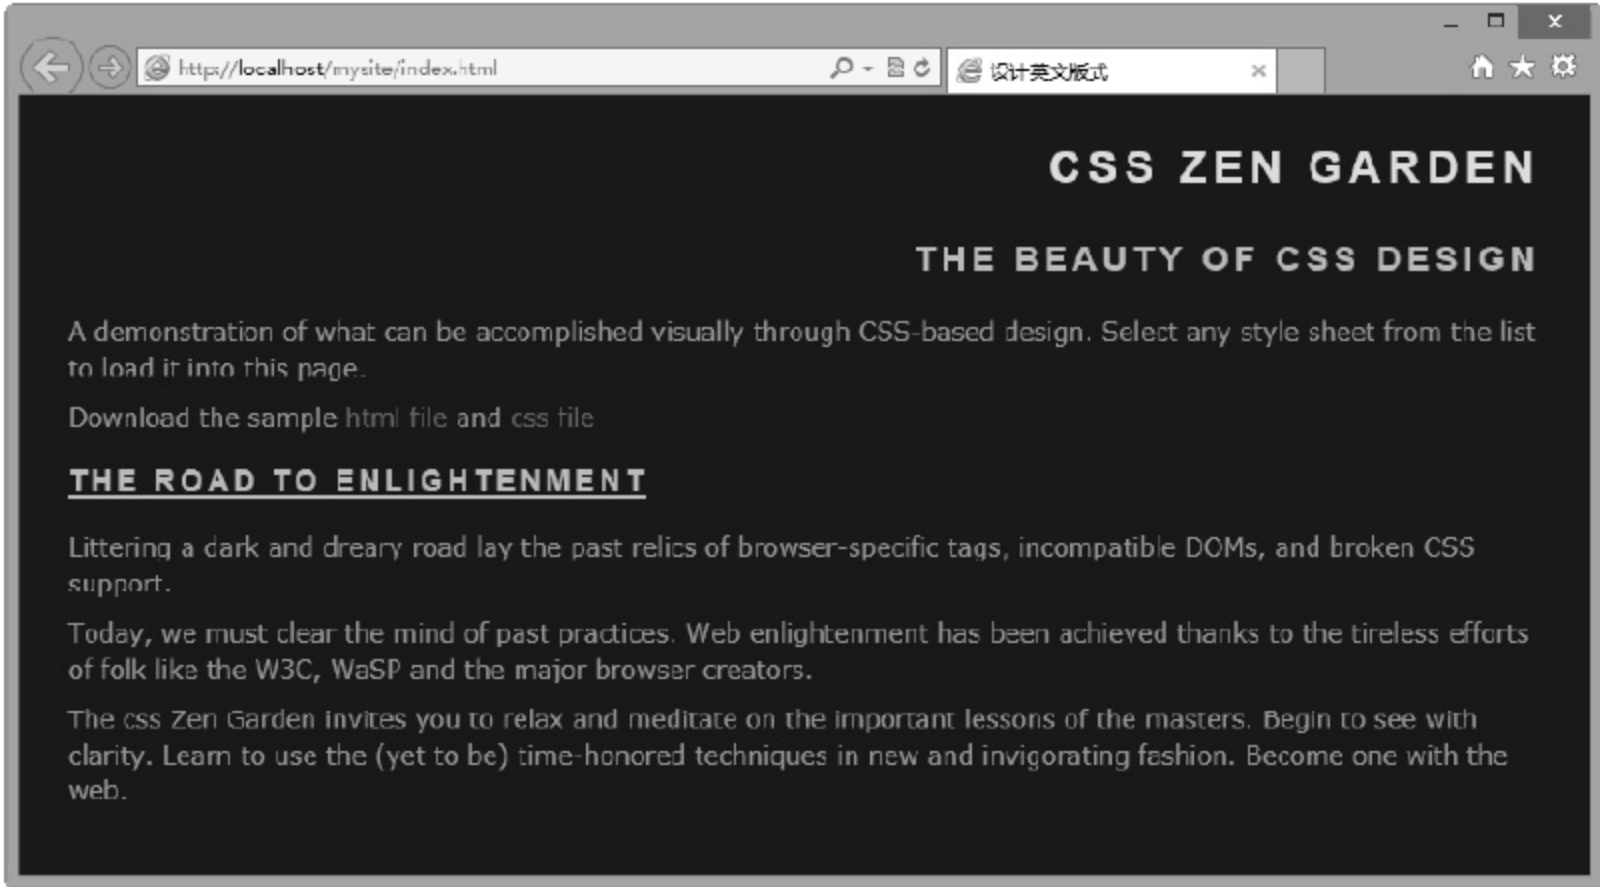 http://localhost/mysite/index.html
设计英文版式
CSS ZEN GARDEN
THE BEAUTY OF CSS DESIGN
A demonstration of what can be accomplished visually through CSS-based design. Select any style sheet from the list
to load it into this page.
Download the sample html file and css file
THE ROAD TO ENLIGHTENMENT
Littering a dark and dreary road lay the past relics of browser-specific tags, incompatible DOMs, and broken CSS
support.
Today, we must clear the mind of past practices. Web enlightenment has been achieved thanks to the tireless efforts
of folk like the W3C, WaSP and the major browser creators.
The css Zen Garden invites you to relax and meditate on the important lessons of the masters. Begin to see with
clarity. Learn to use the (yet to be) time-honored techniques in new and invigorating fashion. Become one with the
web.